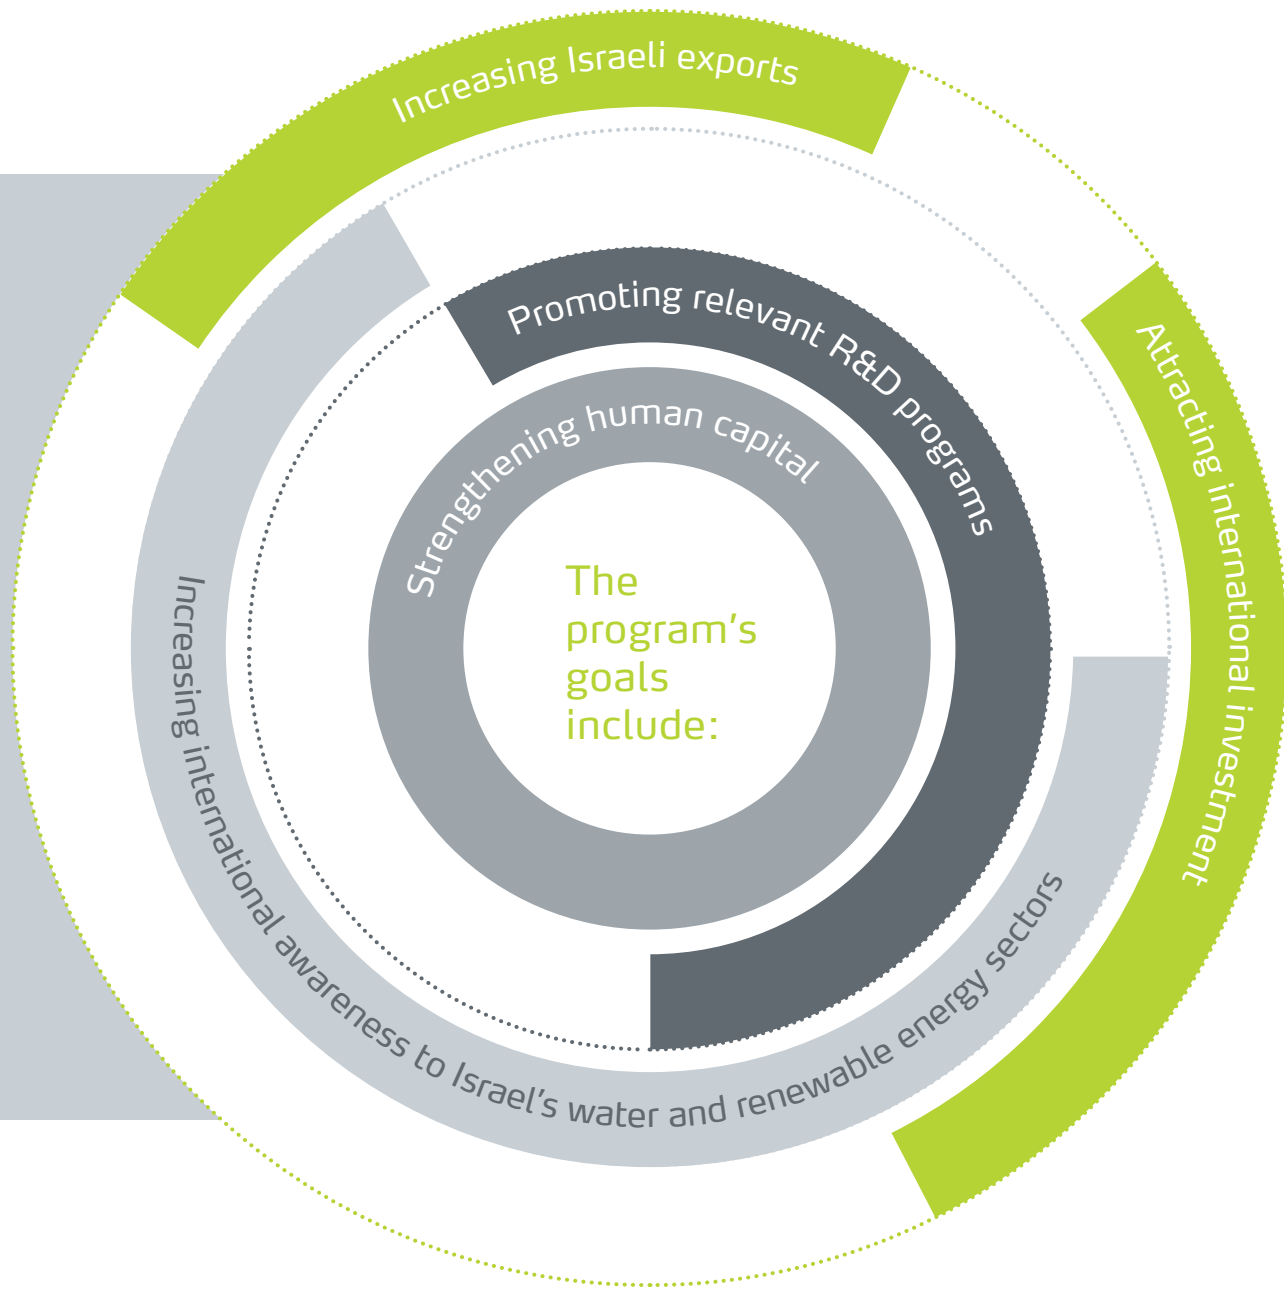 The
program's
goals
include:
Strengthening human capital
Promoting relevant R&D programs
Increasing international awareness to Israel's water and renewable energy sectors
Increasing Israeli exports
Attracting international investment